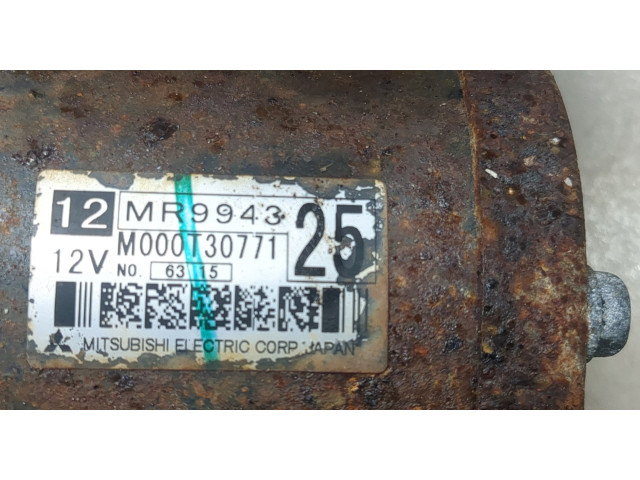 12 MR9943 25
M000T30771
12V NO. 63 15
MITSUBISHI ELECTRIC CORP. JAPAN